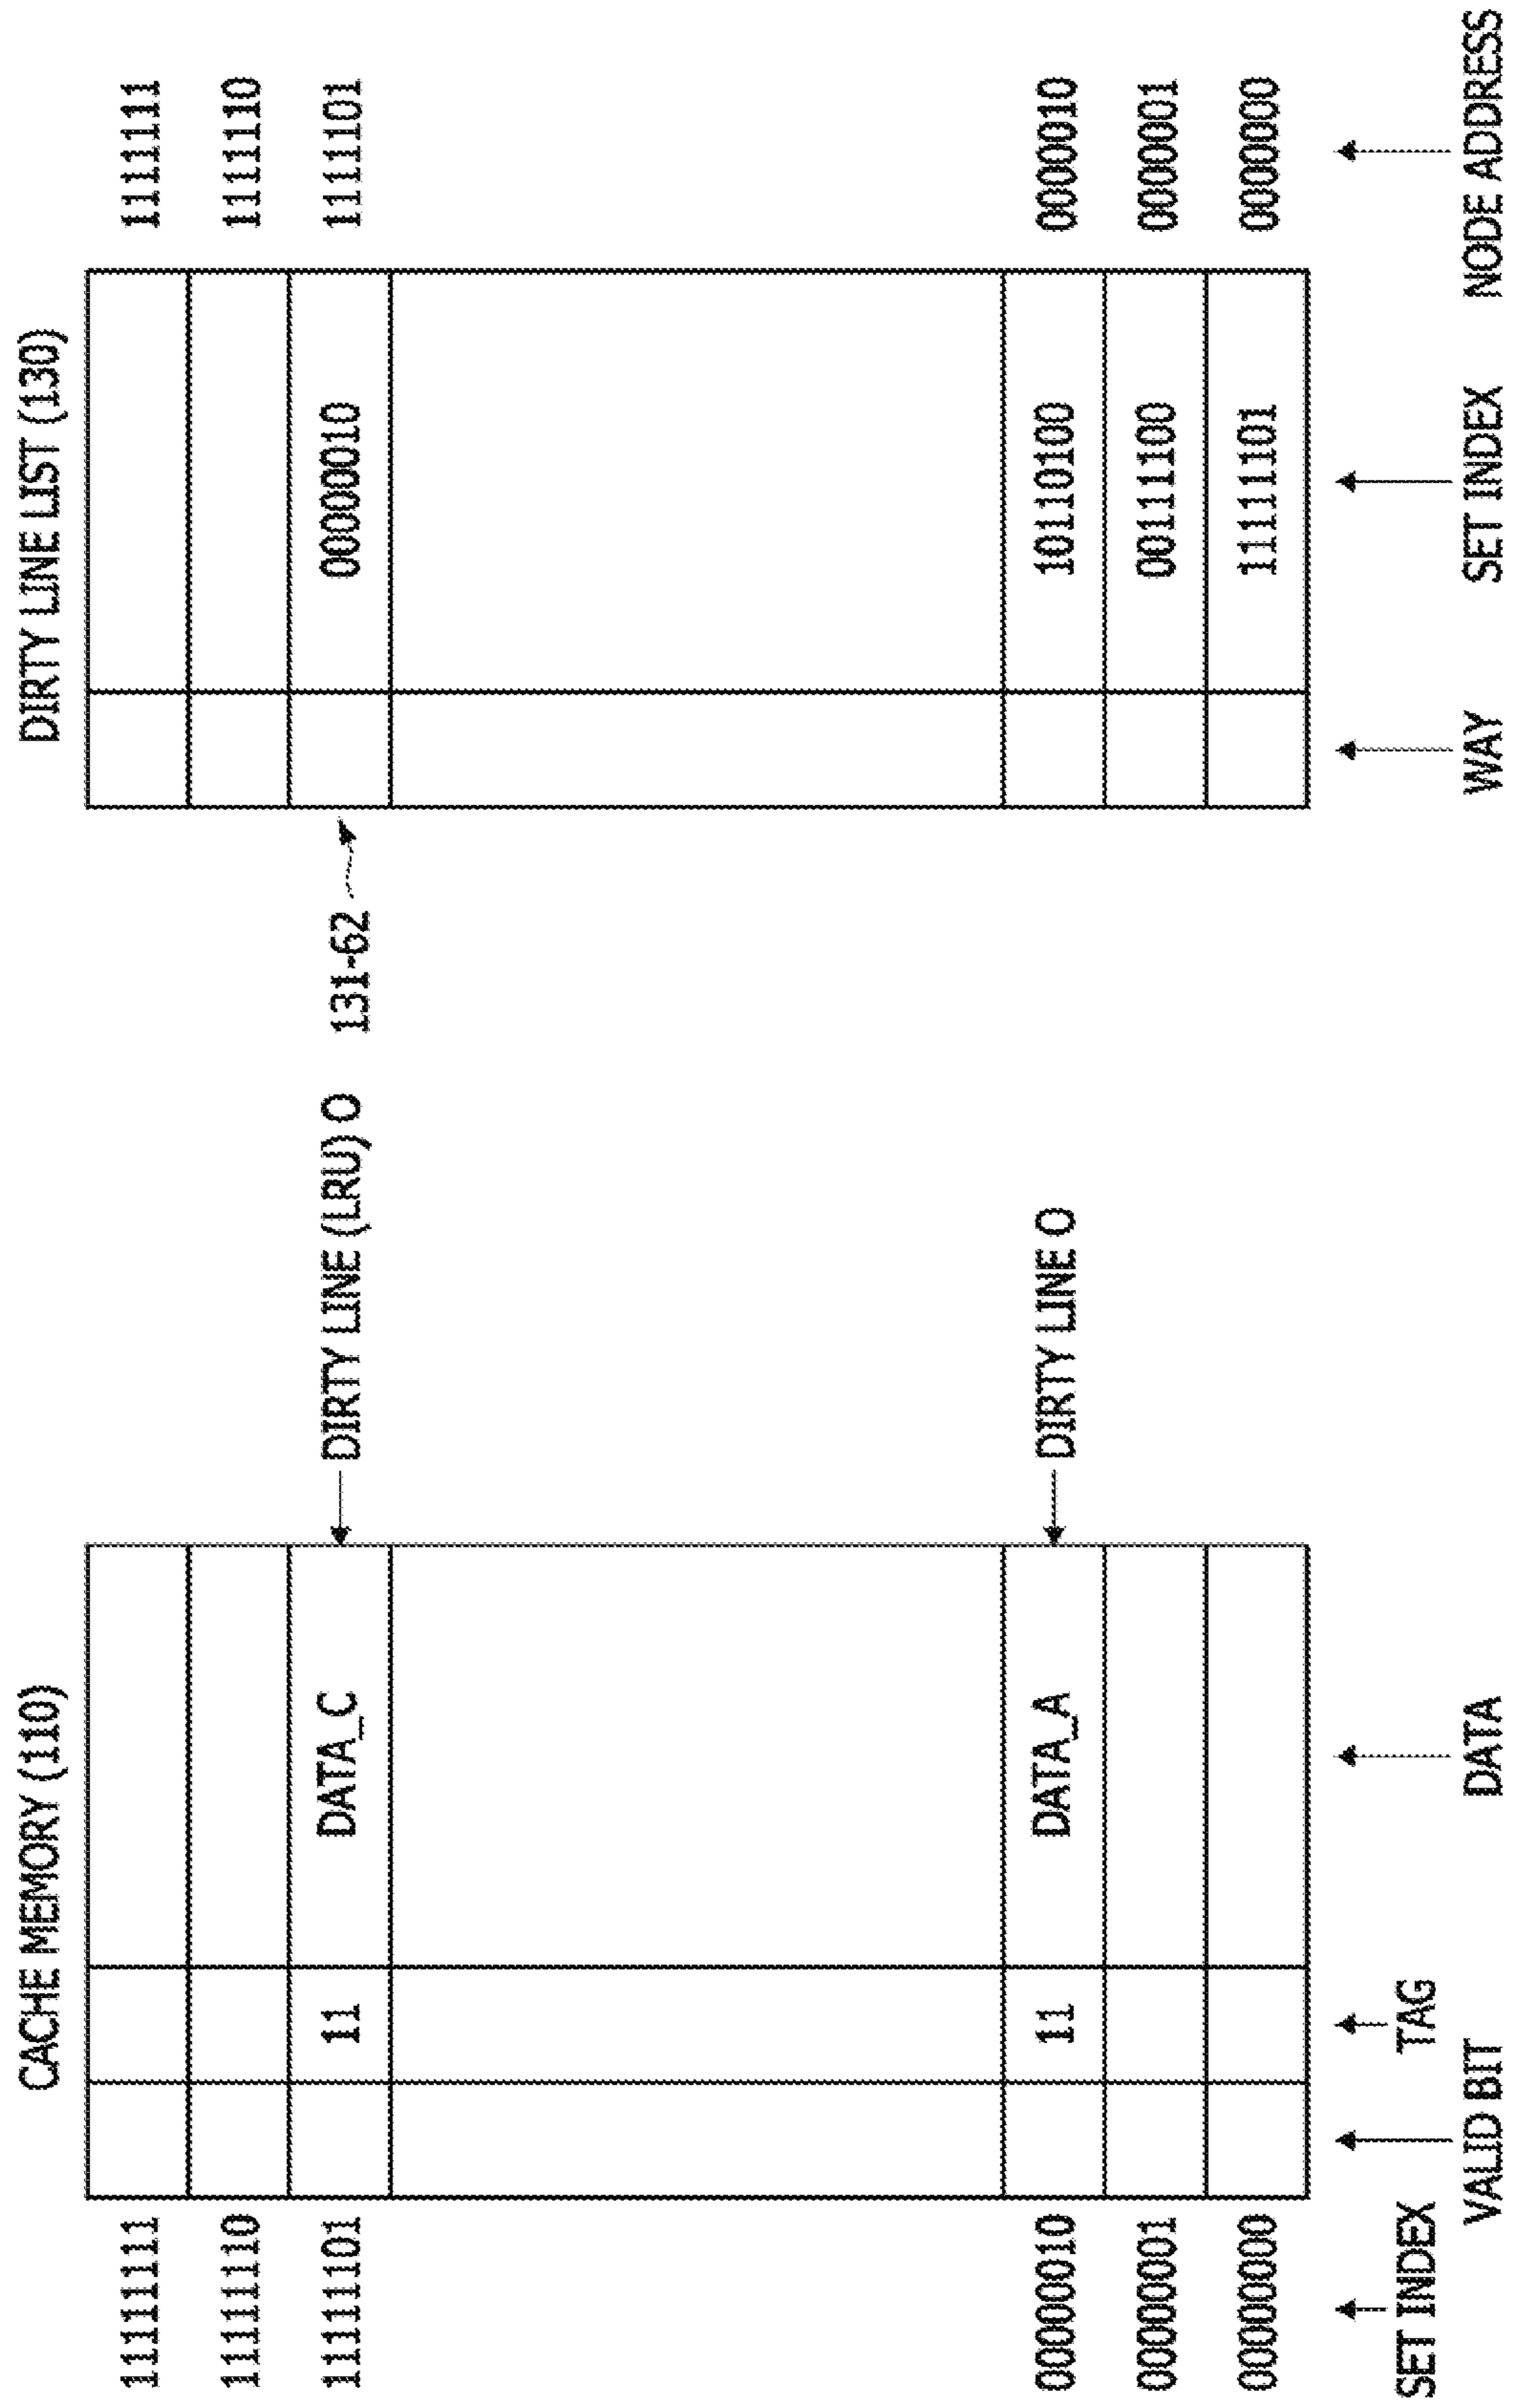 CACHE MEMORY (110) DIRTY LINE LIST (130)
11111111 1111111
11111110 1111110
11111101 11 DATA_C DIRTY LINE (LRU) O 131-62 00000010 1111101
00000010 11 DATA_A DIRTY LINE O 10110100 0000010
00000001 00111100 0000001
00000000 11111101 0000000
SET INDEX TAG
VALID BIT DATA WAY SET INDEX NODE ADDRESS